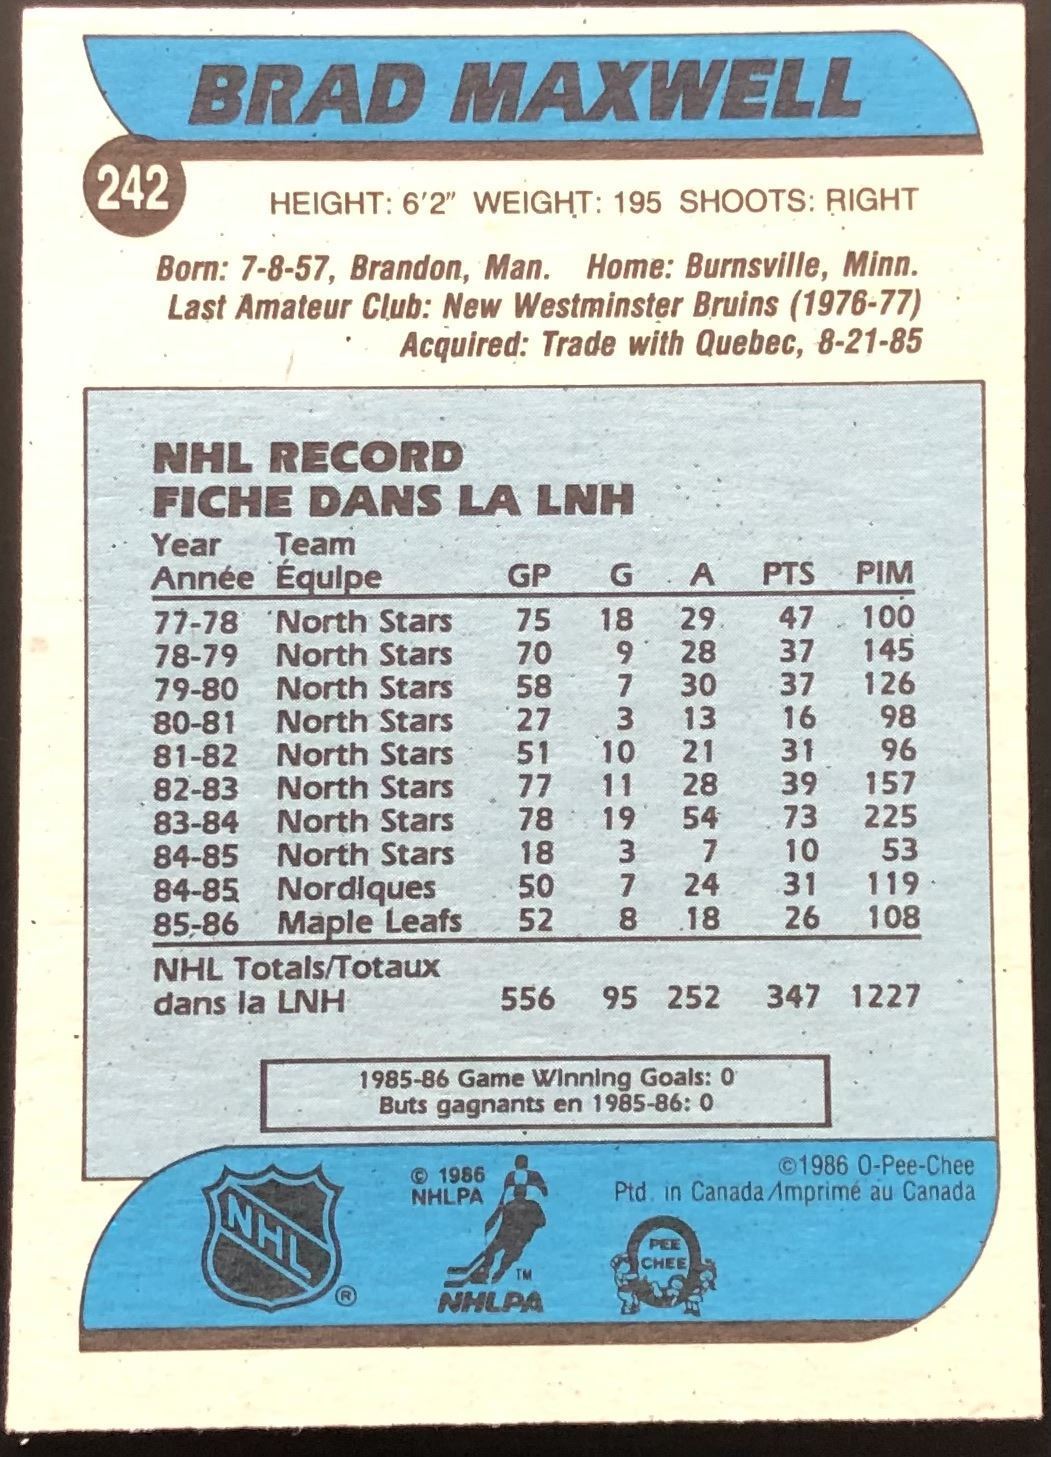 BRAD MAXWELL
242
HEIGHT: 6'2" WEIGHT: 195 SHOOTS: RIGHT
Born: 7-8-57, Brandon, Man. Home: Burnsville, Minn.
Last Amateur Club: New Westminster Bruins (1976-77)
Acquired: Trade with Quebec, 8-21-85
NHL RECORD
FICHE DANS LA LNH
Year Team
Année Équipe GP G A PTS PIM
77-78 North Stars 75 18 29 47 100
78-79 North Stars 70 9 28 37 145
79-80 North Stars 58 7 30 37 126
80-81 North Stars 27 3 13 16 98
81-82 North Stars 51 10 21 31 96
82-83 North Stars 77 11 28 39 157
83-84 North Stars 78 19 54 73 225
84-85 North Stars 18 3 7 10 53
84-85 Nordiques 50 7 24 31 119
85-86 Maple Leafs 52 8 18 26 108
NHL Totals/Totaux
dans la LNH 556 95 252 347 1227
1985-86 Game Winning Goals: 0
Buts gagnants en 1985-86: 0
©1986 O-Pee-Chee
Ptd. in Canada/Imprimé au Canada
© 1986
NHLPA
NHL
®
TM
NHLPA
PEE
CHEE